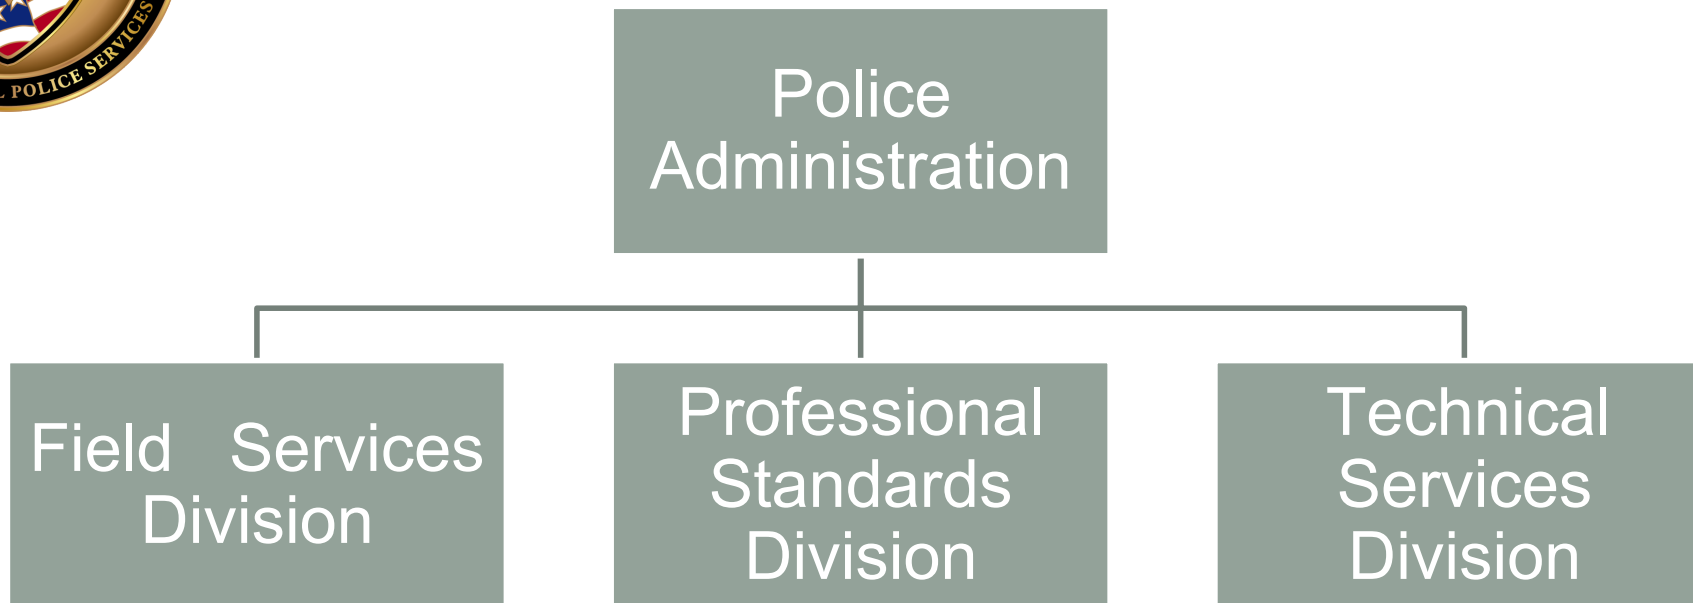 L POLICE SERVICES
Police
Administration
Field Services
Division
Professional
Standards
Division
Technical
Services
Division